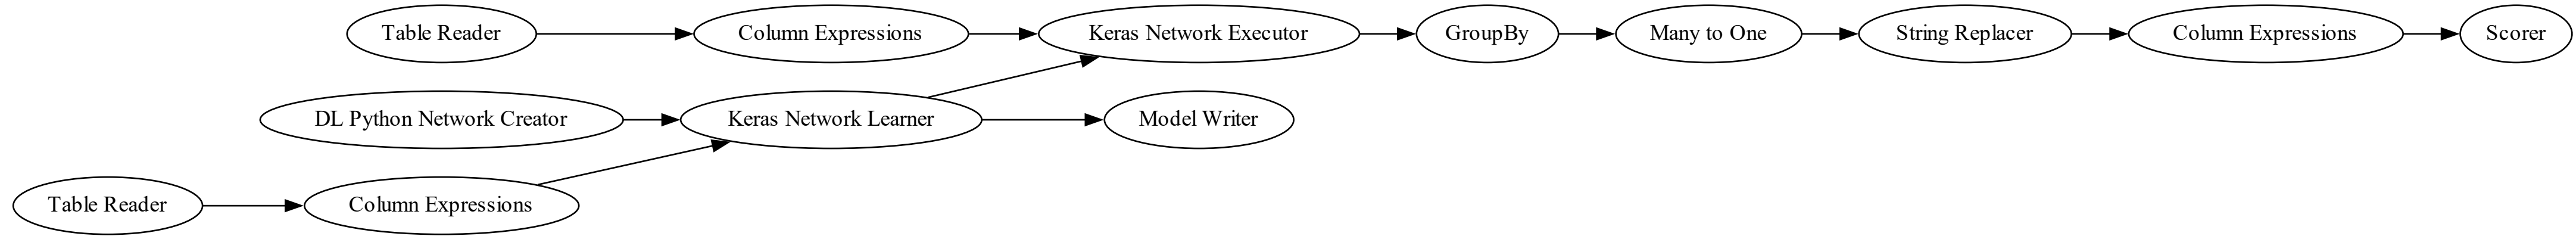 Table Reader
Column Expressions
Keras Network Executor
GroupBy
Many to One
String Replacer
Column Expressions
Scorer
DL Python Network Creator
Keras Network Learner
Model Writer
Table Reader
Column Expressions